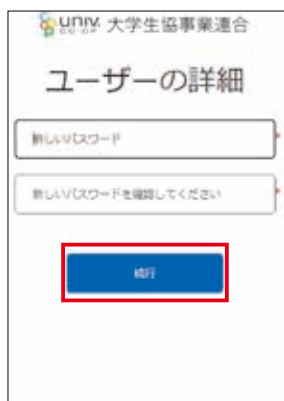 univ.
CO-OP 大学生協事業連合
ユーザーの詳細
新しいパスワード
*
新しいパスワードを確認してください
*
続行